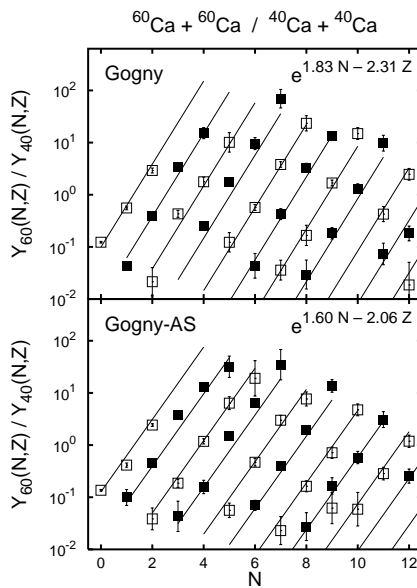 ⁶⁰Ca + ⁶⁰Ca / ⁴⁰Ca + ⁴⁰Ca
Gogny
e^1.83 N – 2.31 Z
10²
10¹
10⁰
10⁻¹
10⁻²
Y₆₀(N,Z) / Y₄₀(N,Z)
Gogny-AS
e^1.60 N – 2.06 Z
10²
10¹
10⁰
10⁻¹
10⁻²
Y₆₀(N,Z) / Y₄₀(N,Z)
0 2 4 6 8 10 12
N